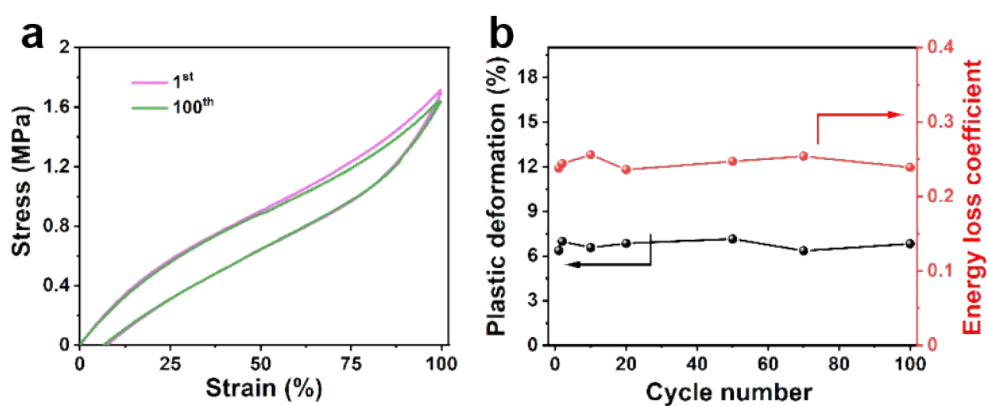 a
Stress (MPa)
2
1.6
1.2
0.8
0.4
0
1st
100th
0 25 50 75 100
Strain (%)
b
Plastic deformation (%)
18
15
12
9
6
3
0
0.4
0.3
0.2
0.1
0
Energy loss coefficient
0 20 40 60 80 100
Cycle number